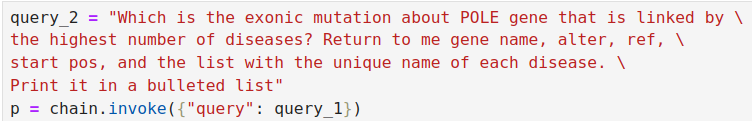 query_2 = "Which is the exonic mutation about POLE gene that is linked by \
the highest number of diseases? Return to me gene name, alter, ref, \
start pos, and the list with the unique name of each disease. \
Print it in a bulleted list"
p = chain.invoke({"query": query_1})